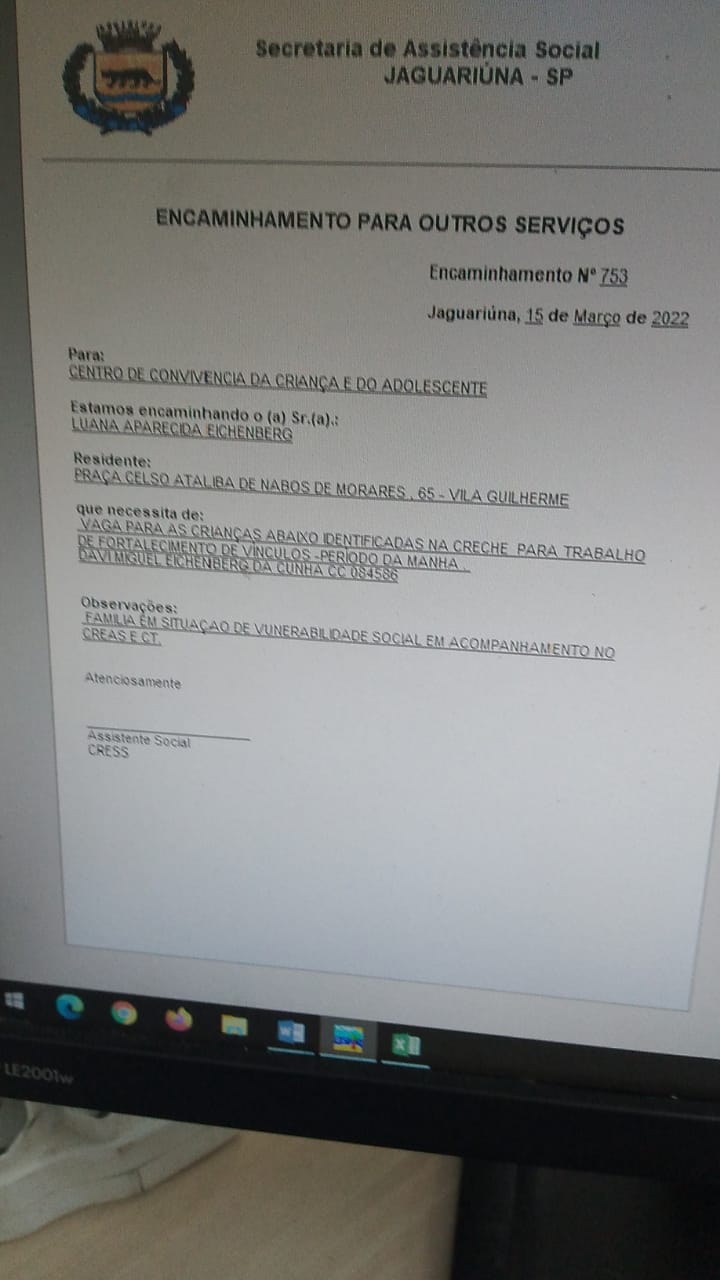 Secretaria de Assistência Social
JAGUARIÚNA - SP
ENCAMINHAMENTO PARA OUTROS SERVIÇOS
Encaminhamento Nº 753
Jaguariúna, 15 de Março de 2022
Para:
CENTRO DE CONVIVENCIA DA CRIANÇA E DO ADOLESCENTE
Estamos encaminhando o (a) Sr.(a).:
LUANA APARECIDA EICHENBERG
Residente:
PRAÇA CELSO ATALIBA DE NABOS DE MORARES , 65 - VILA GUILHERME
que necessita de:
VAGA PARA AS CRIANÇAS ABAIXO IDENTIFICADAS NA CRECHE PARA TRABALHO
DE FORTALECIMENTO DE VÍNCULOS -PERÍODO DA MANHA .
DAVI MIGUEL EICHENBERG DA CUNHA CC 084586
Observações:
FAMILIA EM SITUAÇAO DE VUNERABILIDADE SOCIAL EM ACOMPANHAMENTO NO
CREAS E CT.
Atenciosamente
Assistente Social
CRESS
LE2001w